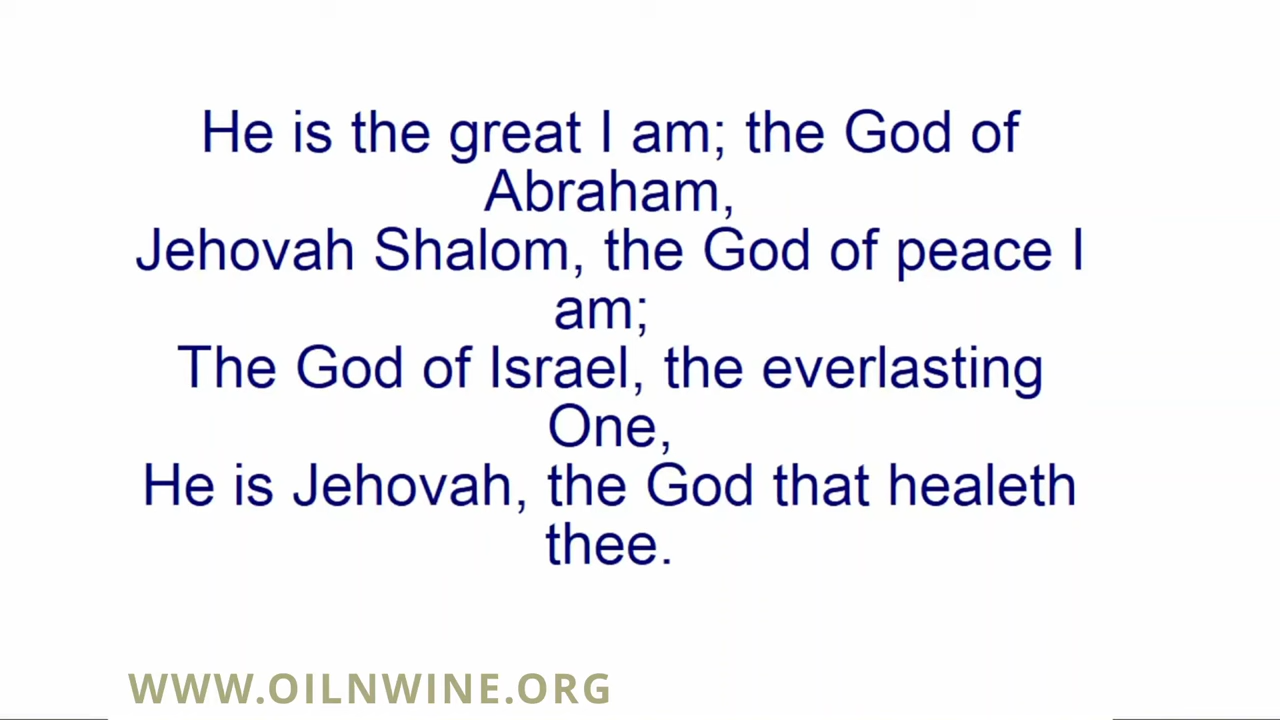 He is the great I am; the God of
Abraham,
Jehovah Shalom, the God of peace I
am;
The God of Israel, the everlasting
One,
He is Jehovah, the God that healeth
thee.
WWW.OILNWINE.ORG